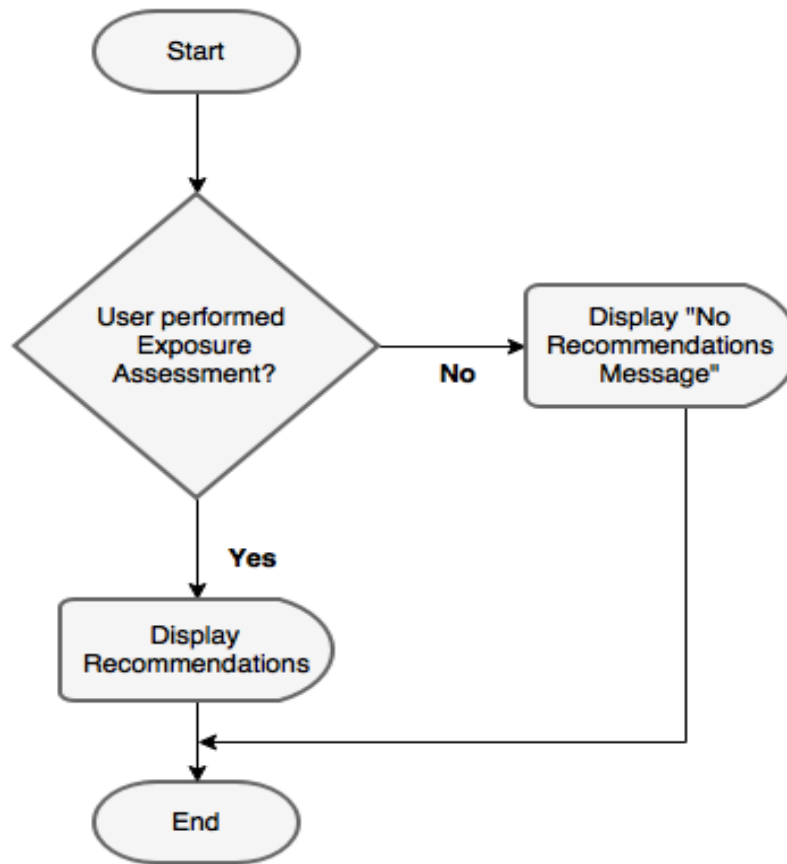 Start
User performed
Exposure
Assessment?
No
Display "No
Recommendations
Message"
Yes
Display
Recommendations
End